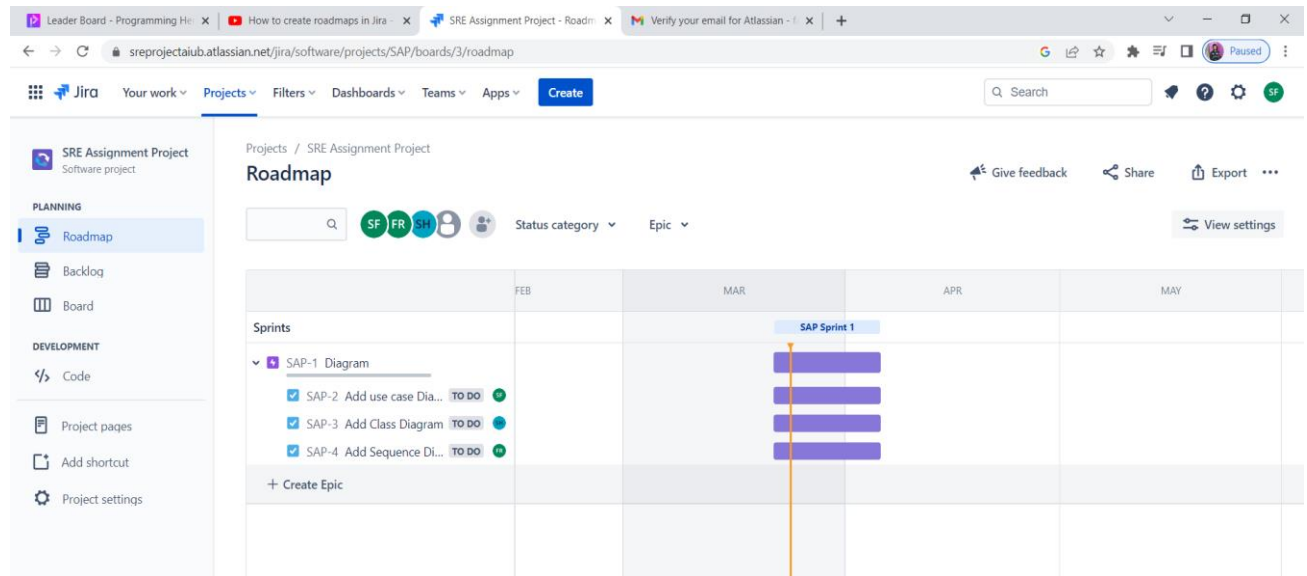 Leader Board - Programming He
How to create roadmaps in Jira -
SRE Assignment Project - Roadm
Verify your email for Atlassian -
sreprojectaiub.atlassian.net/jira/software/projects/SAP/boards/3/roadmap
Paused
Jira Your work Projects Filters Dashboards Teams Apps Create Search SF
SRE Assignment Project
Software project
PLANNING
Roadmap
Backlog
Board
DEVELOPMENT
Code
Project pages
Add shortcut
Project settings
Projects / SRE Assignment Project
Roadmap
Give feedback Share Export
SF FR SH Status category Epic View settings
FEB MAR APR MAY
Sprints SAP Sprint 1
SAP-1 Diagram
SAP-2 Add use case Dia... TO DO SF
SAP-3 Add Class Diagram TO DO SH
SAP-4 Add Sequence Di... TO DO FR
+ Create Epic